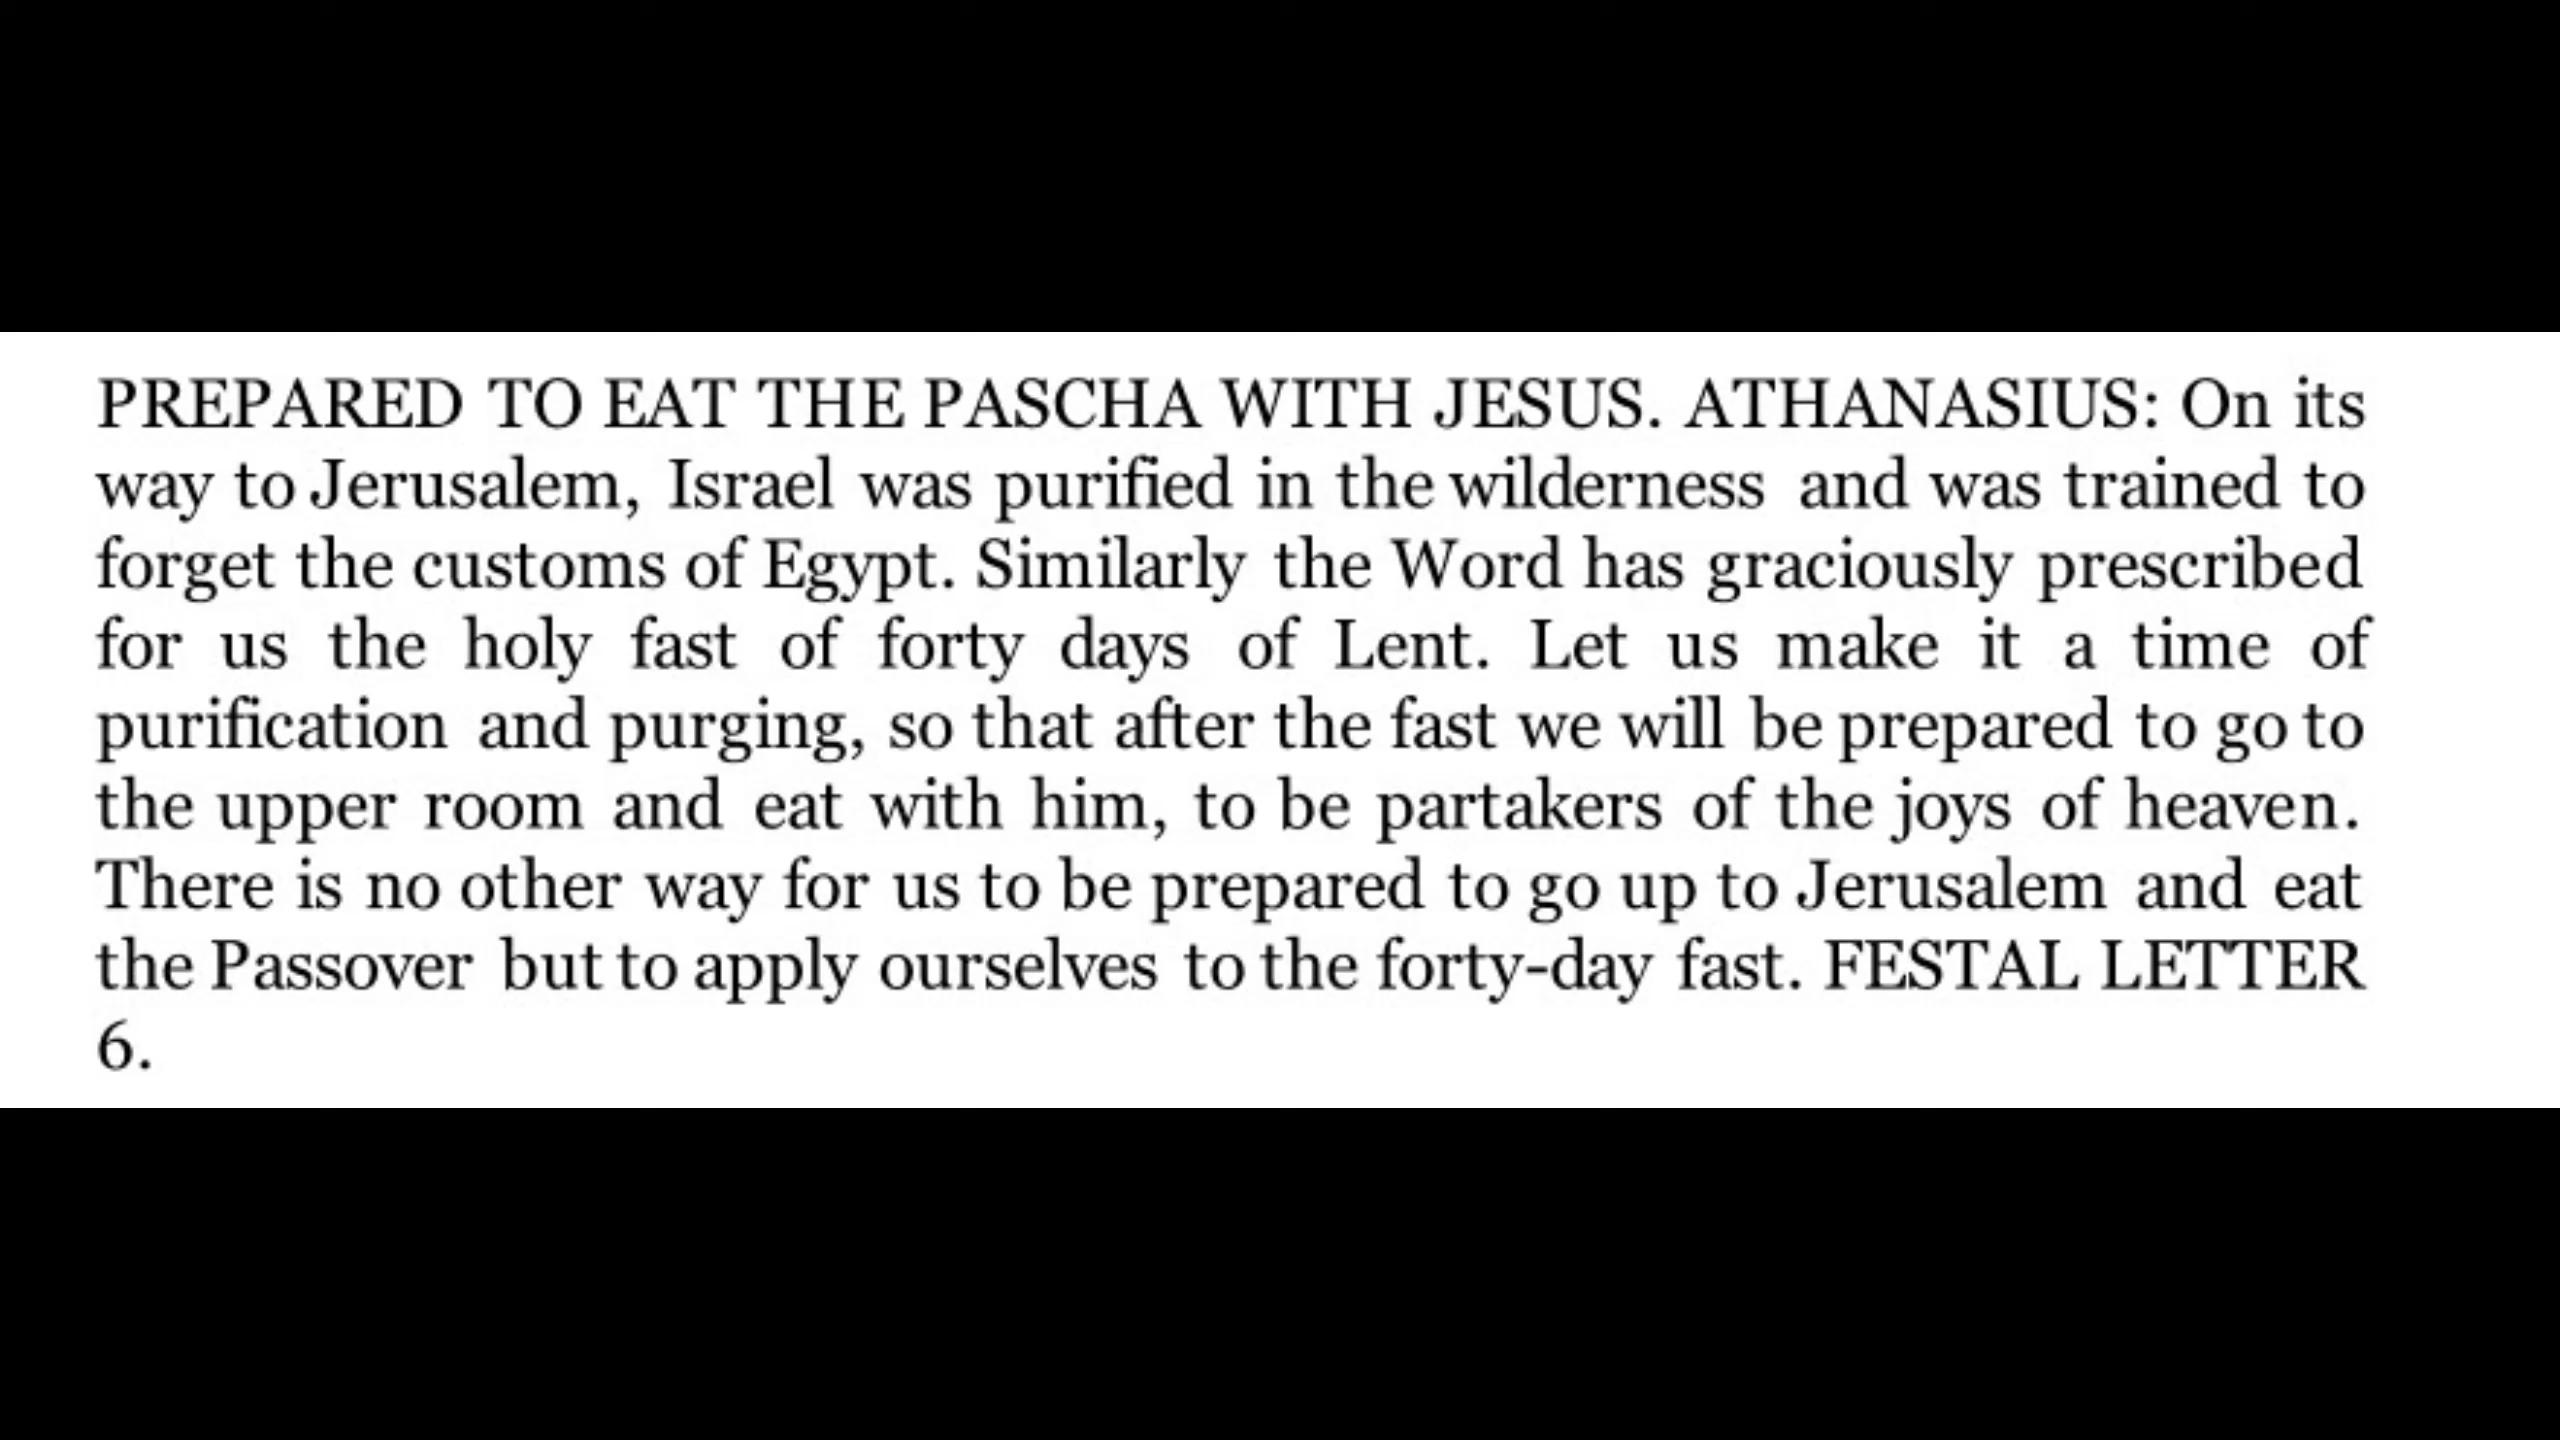 PREPARED TO EAT THE PASCHA WITH JESUS. ATHANASIUS: On its
way to Jerusalem, Israel was purified in the wilderness and was trained to
forget the customs of Egypt. Similarly the Word has graciously prescribed
for us the holy fast of forty days of Lent. Let us make it a time of
purification and purging, so that after the fast we will be prepared to go to
the upper room and eat with him, to be partakers of the joys of heaven.
There is no other way for us to be prepared to go up to Jerusalem and eat
the Passover but to apply ourselves to the forty-day fast. FESTAL LETTER
6.